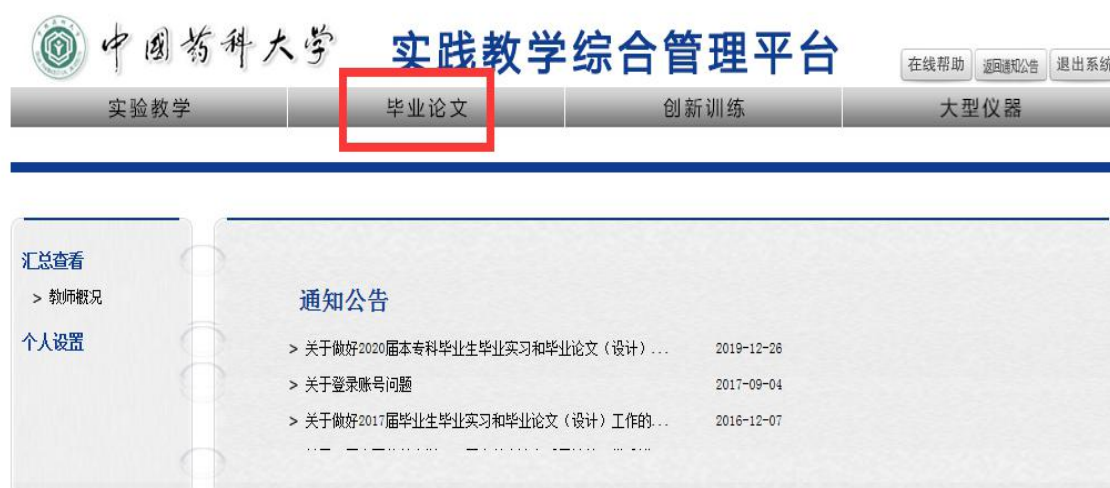 中国药科大学 实践教学综合管理平台
在线帮助 返回通知公告 退出系统
实验教学 毕业论文 创新训练 大型仪器
汇总查看
> 教师概况
个人设置
通知公告
> 关于做好2020届本专科毕业生毕业实习和毕业论文（设计）... 2019-12-26
> 关于登录账号问题 2017-09-04
> 关于做好2017届毕业生毕业实习和毕业论文（设计）工作的... 2016-12-07